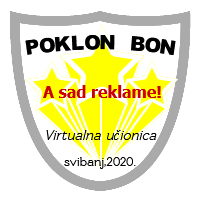 POKLON BON
A sad reklame!
Virtualna učionica
svibanj,2020.